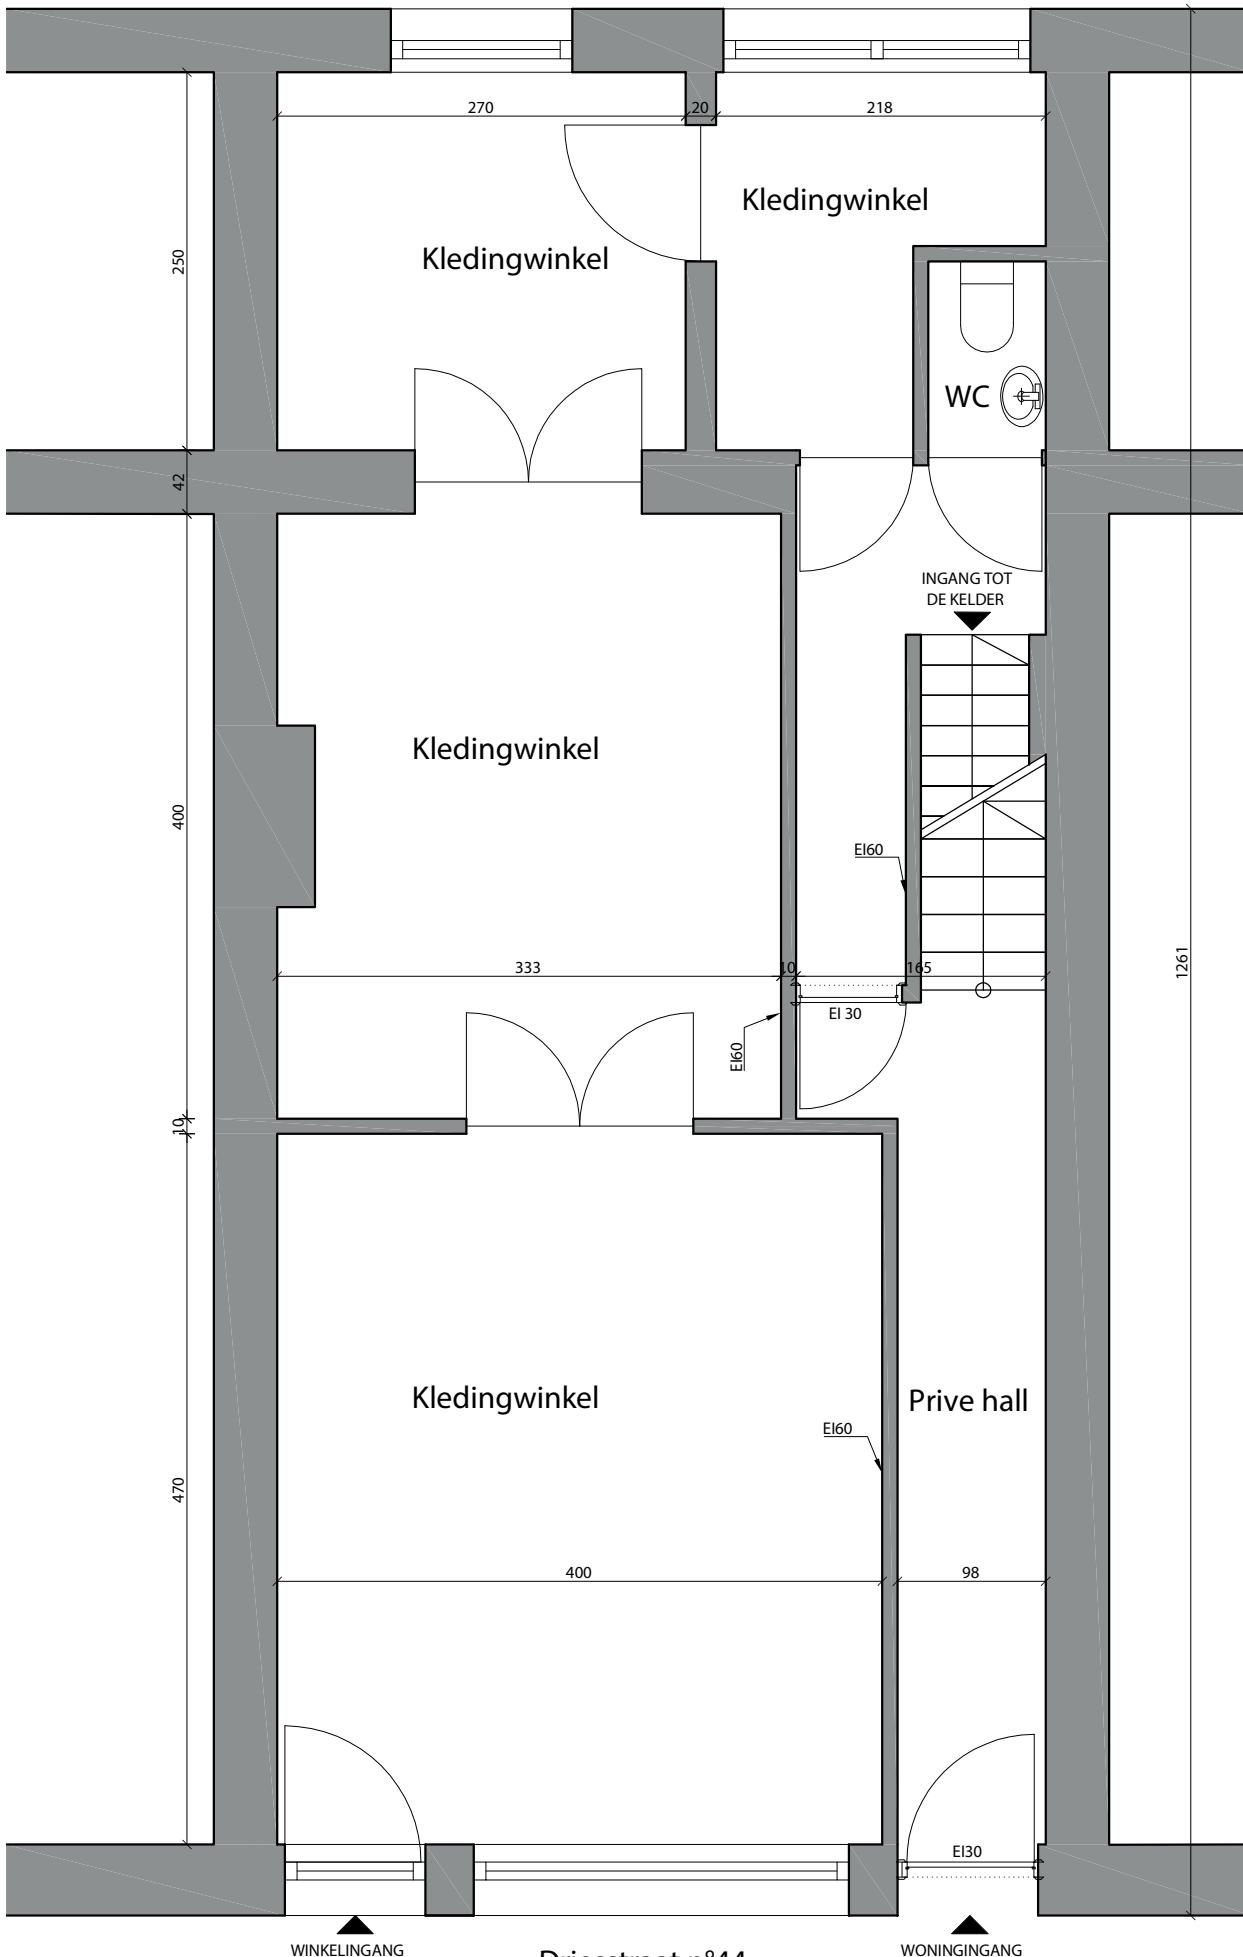 270
20
218
Kledingwinkel
Kledingwinkel
250
WC
42
INGANG TOT
DE KELDER
Kledingwinkel
400
EI60
1261
333
10
165
EI 30
EI60
10
Kledingwinkel
Prive hall
EI60
470
400
98
EI30
WINKELINGANG
WONINGINGANG